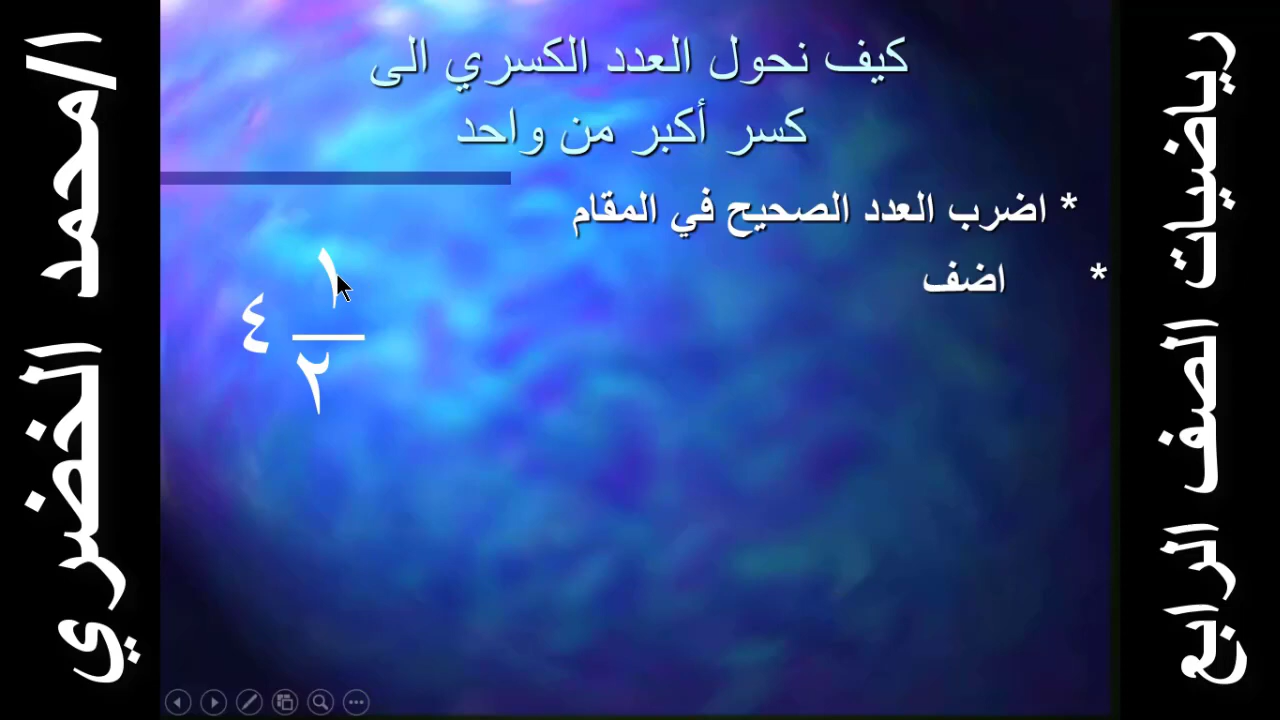 رياضيات الصف الرابع
كيف نحول العدد الكسري الى
كسر أكبر من واحد
* اضرب العدد الصحيح في المقام
* اضف
١
٤
٢
ا/محمد الخضري